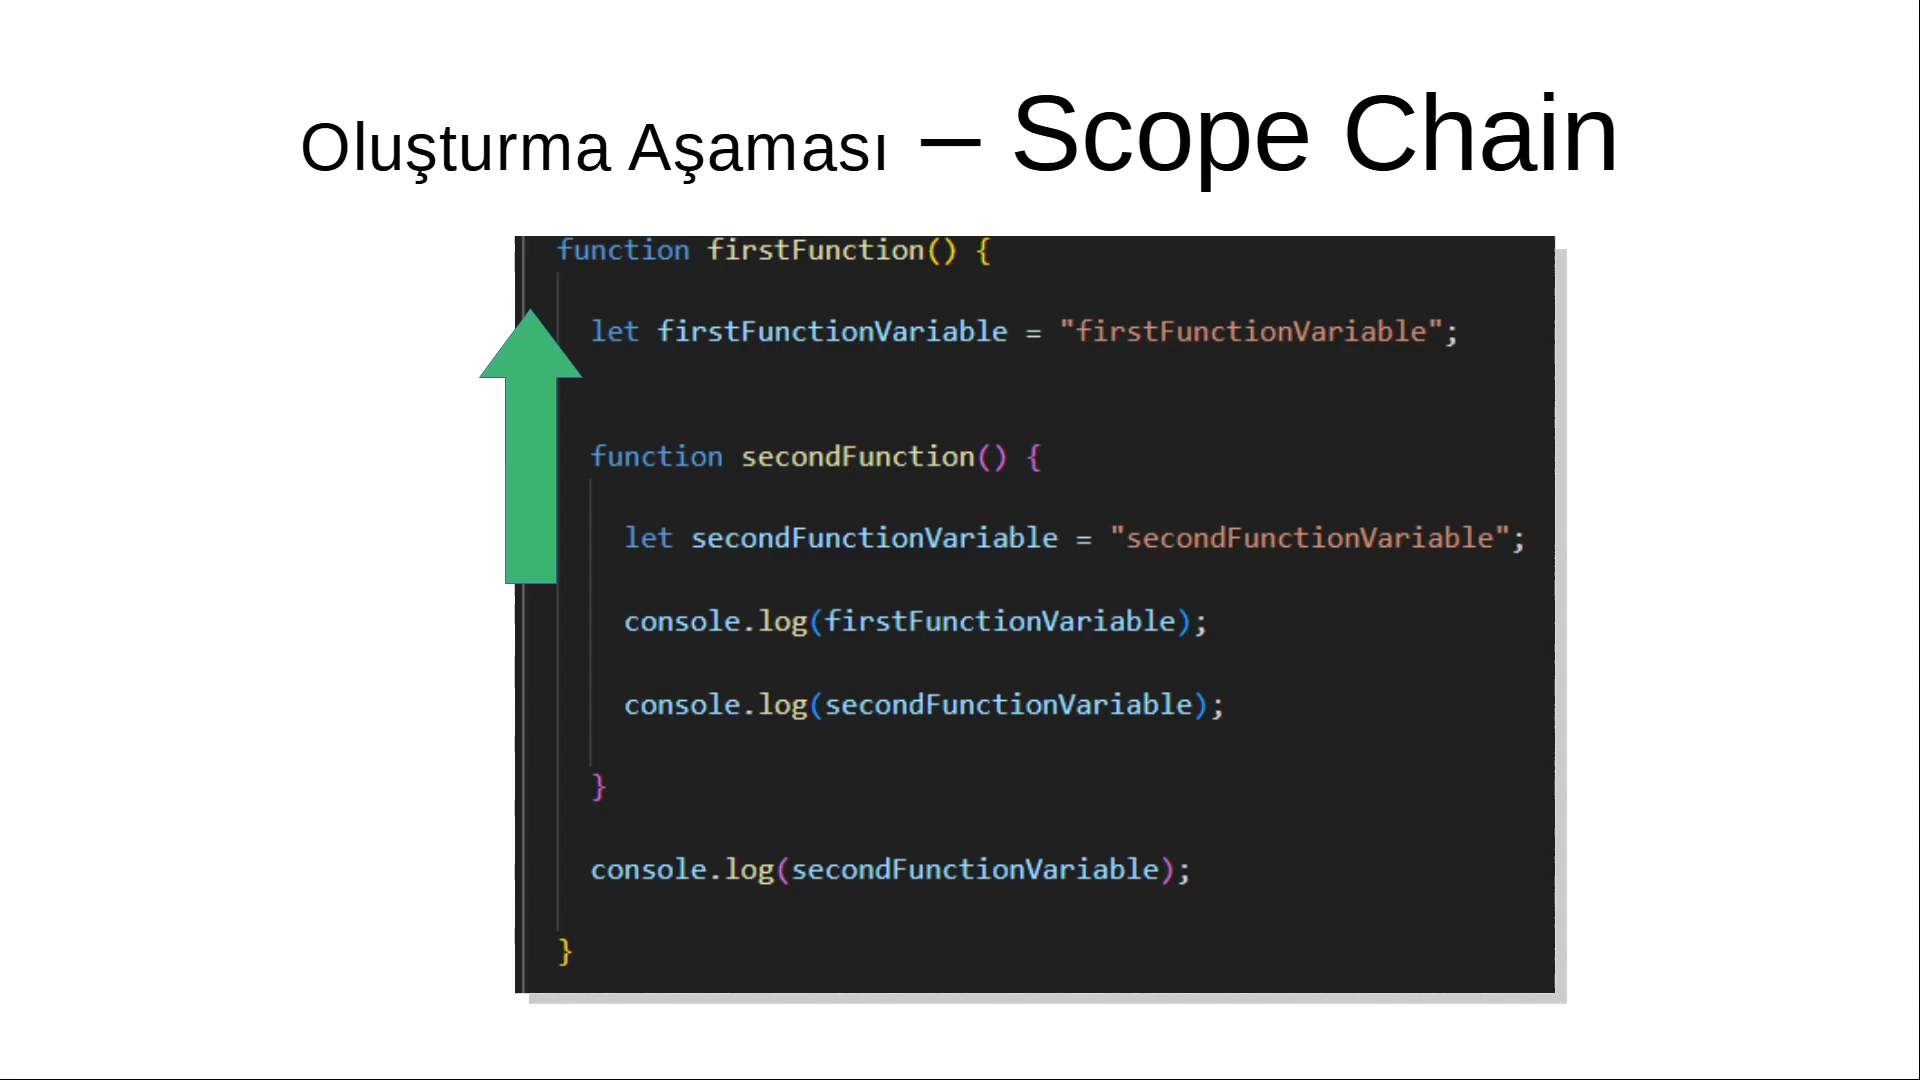 Oluşturma Aşaması – Scope Chain
function firstFunction() {
let firstFunctionVariable = "firstFunctionVariable";
function secondFunction() {
let secondFunctionVariable = "secondFunctionVariable";
console.log(firstFunctionVariable);
console.log(secondFunctionVariable);
}
console.log(secondFunctionVariable);
}